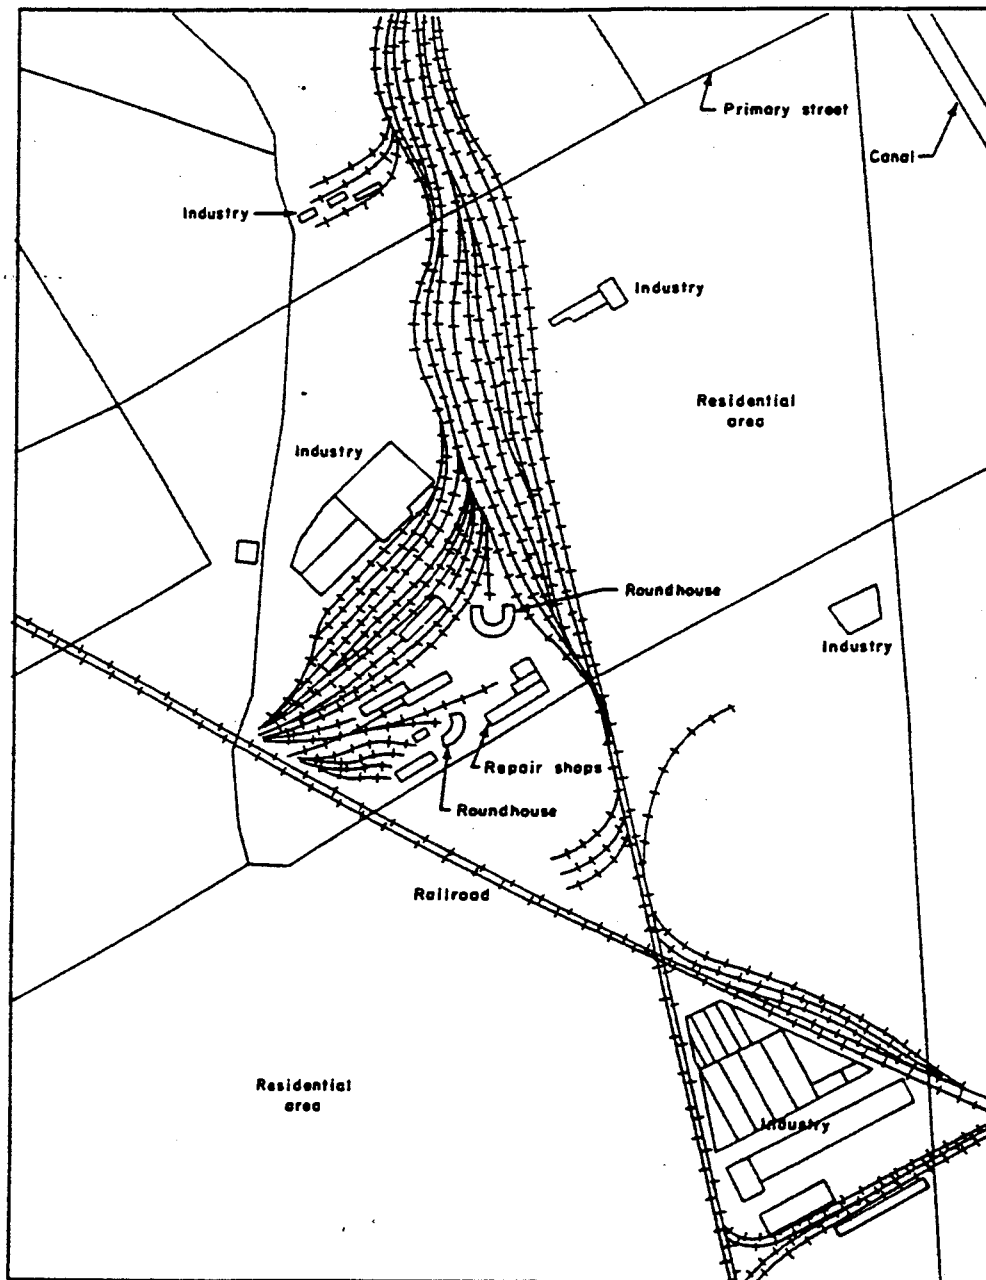 Primary street
Canal
Industry
Industry
Residential
area
Industry
Roundhouse
Industry
Repair shops
Roundhouse
Railroad
Residential
area
Industry